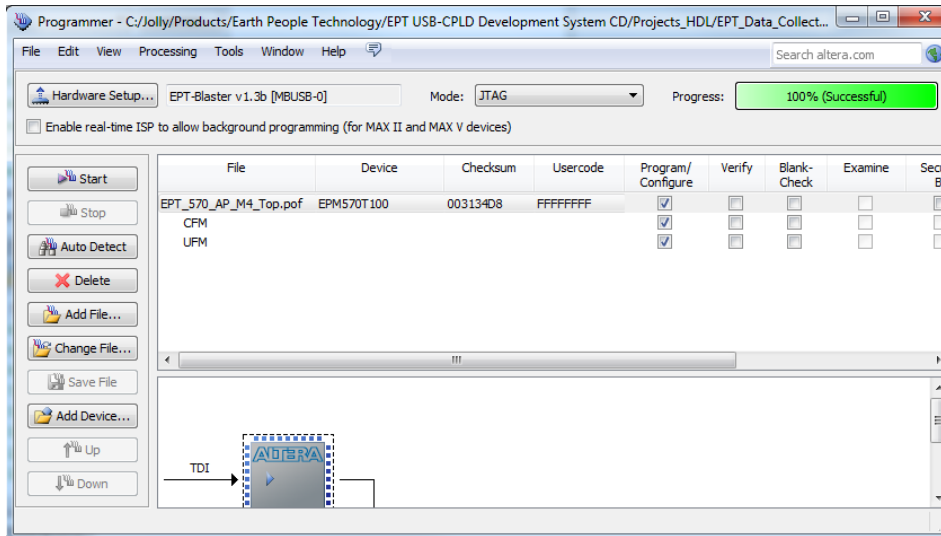 Programmer - C:/Jolly/Products/Earth People Technology/EPT USB-CPLD Development System CD/Projects_HDL/EPT_Data_Collect...
File Edit View Processing Tools Window Help
Search altera.com
Hardware Setup... EPT-Blaster v1.3b [MBUSB-0] Mode: JTAG Progress: 100% (Successful)
Enable real-time ISP to allow background programming (for MAX II and MAX V devices)
Start
Stop
Auto Detect
Delete
Add File...
Change File...
Save File
Add Device...
Up
Down
File Device Checksum Usercode Program/ Configure Verify Blank- Check Examine Secu B
EPT_570_AP_M4_Top.pof EPM570T100 003134D8 FFFFFFFF
CFM
UFM
TDI
ALTERA